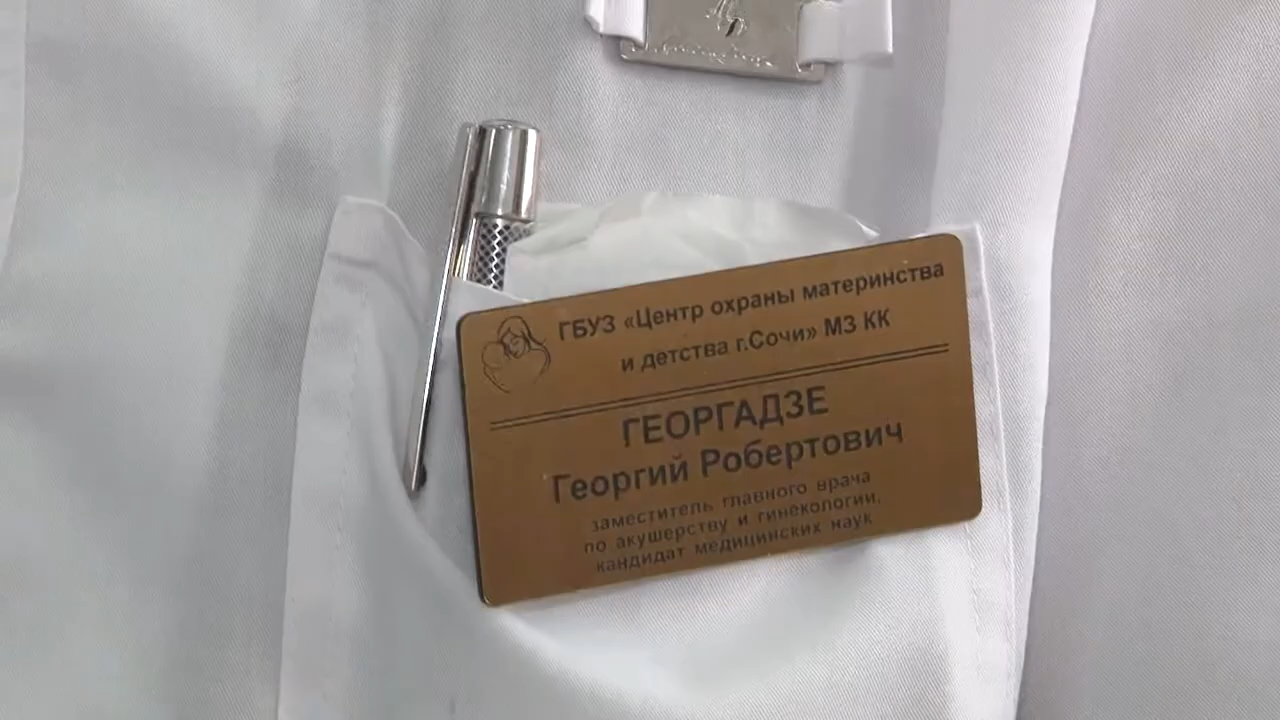 ГБУЗ «Центр охраны материнства
и детства г.Сочи» МЗ КК
ГЕОРГАДЗЕ
Георгий Робертович
заместитель главного врача
по акушерству и гинекологии,
кандидат медицинских наук